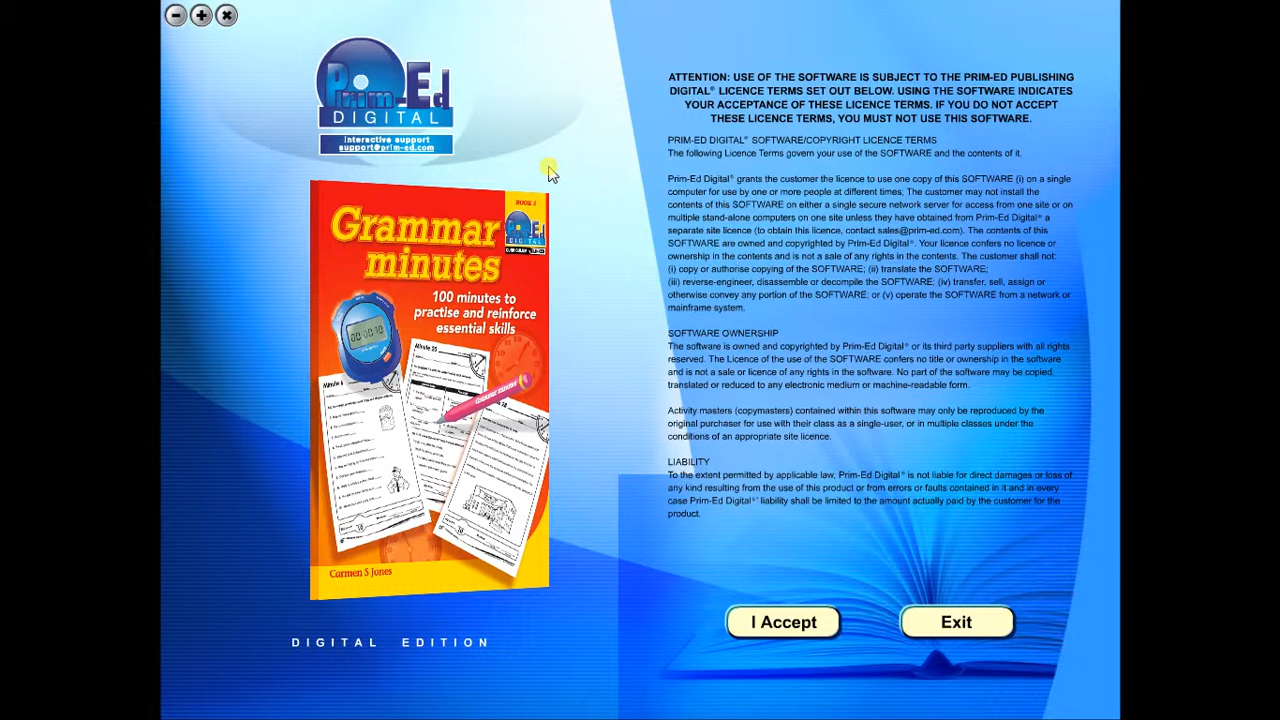 Prim-Ed
DIGITAL
interactive support
support@prim-ed.com
BOOK 2
Grammar
minutes
100 minutes to
practise and reinforce
essential skills
00:00:10
Minute 6
Grammar minutes
Carmen S Jones
DIGITAL EDITION
ATTENTION: USE OF THE SOFTWARE IS SUBJECT TO THE PRIM-ED PUBLISHING
DIGITAL® LICENCE TERMS SET OUT BELOW. USING THE SOFTWARE INDICATES
YOUR ACCEPTANCE OF THESE LICENCE TERMS. IF YOU DO NOT ACCEPT
THESE LICENCE TERMS, YOU MUST NOT USE THIS SOFTWARE.
PRIM-ED DIGITAL® SOFTWARE/COPYRIGHT LICENCE TERMS
The following Licence Terms govern your use of the SOFTWARE and the contents of it.
Prim-Ed Digital® grants the customer the licence to use one copy of this SOFTWARE (i) on a single
computer for use by one or more people at different times; The customer may not install the
contents of this SOFTWARE on either a single secure network server for access from one site or on
multiple stand-alone computers on one site unless they have obtained from Prim-Ed Digital® a
separate site licence (to obtain this licence, contact sales@prim-ed.com). The contents of this
SOFTWARE are owned and copyrighted by Prim-Ed Digital®. Your licence confers no licence or
ownership in the contents and is not a sale of any rights in the contents. The customer shall not:
(i) copy or authorise copying of the SOFTWARE; (ii) translate the SOFTWARE;
(iii) reverse-engineer, disassemble or decompile the SOFTWARE; (iv) transfer, sell, assign or
otherwise convey any portion of the SOFTWARE; or (v) operate the SOFTWARE from a network or
mainframe system.
SOFTWARE OWNERSHIP
The software is owned and copyrighted by Prim-Ed Digital® or its third party suppliers with all rights
reserved. The Licence of the use of the SOFTWARE confers no title or ownership in the software
and is not a sale or licence of any rights in the software. No part of the software may be copied,
translated or reduced to any electronic medium or machine-readable form.
Activity masters (copymasters) contained within this software may only be reproduced by the
original purchaser for use with their class as a single-user, or in multiple classes under the
conditions of an appropriate site licence.
LIABILITY
To the extent permitted by applicable law, Prim-Ed Digital® is not liable for direct damages or loss of
any kind resulting from the use of this product or from errors or faults contained in it and in every
case Prim-Ed Digital®' liability shall be limited to the amount actually paid by the customer for the
product.
I Accept
Exit